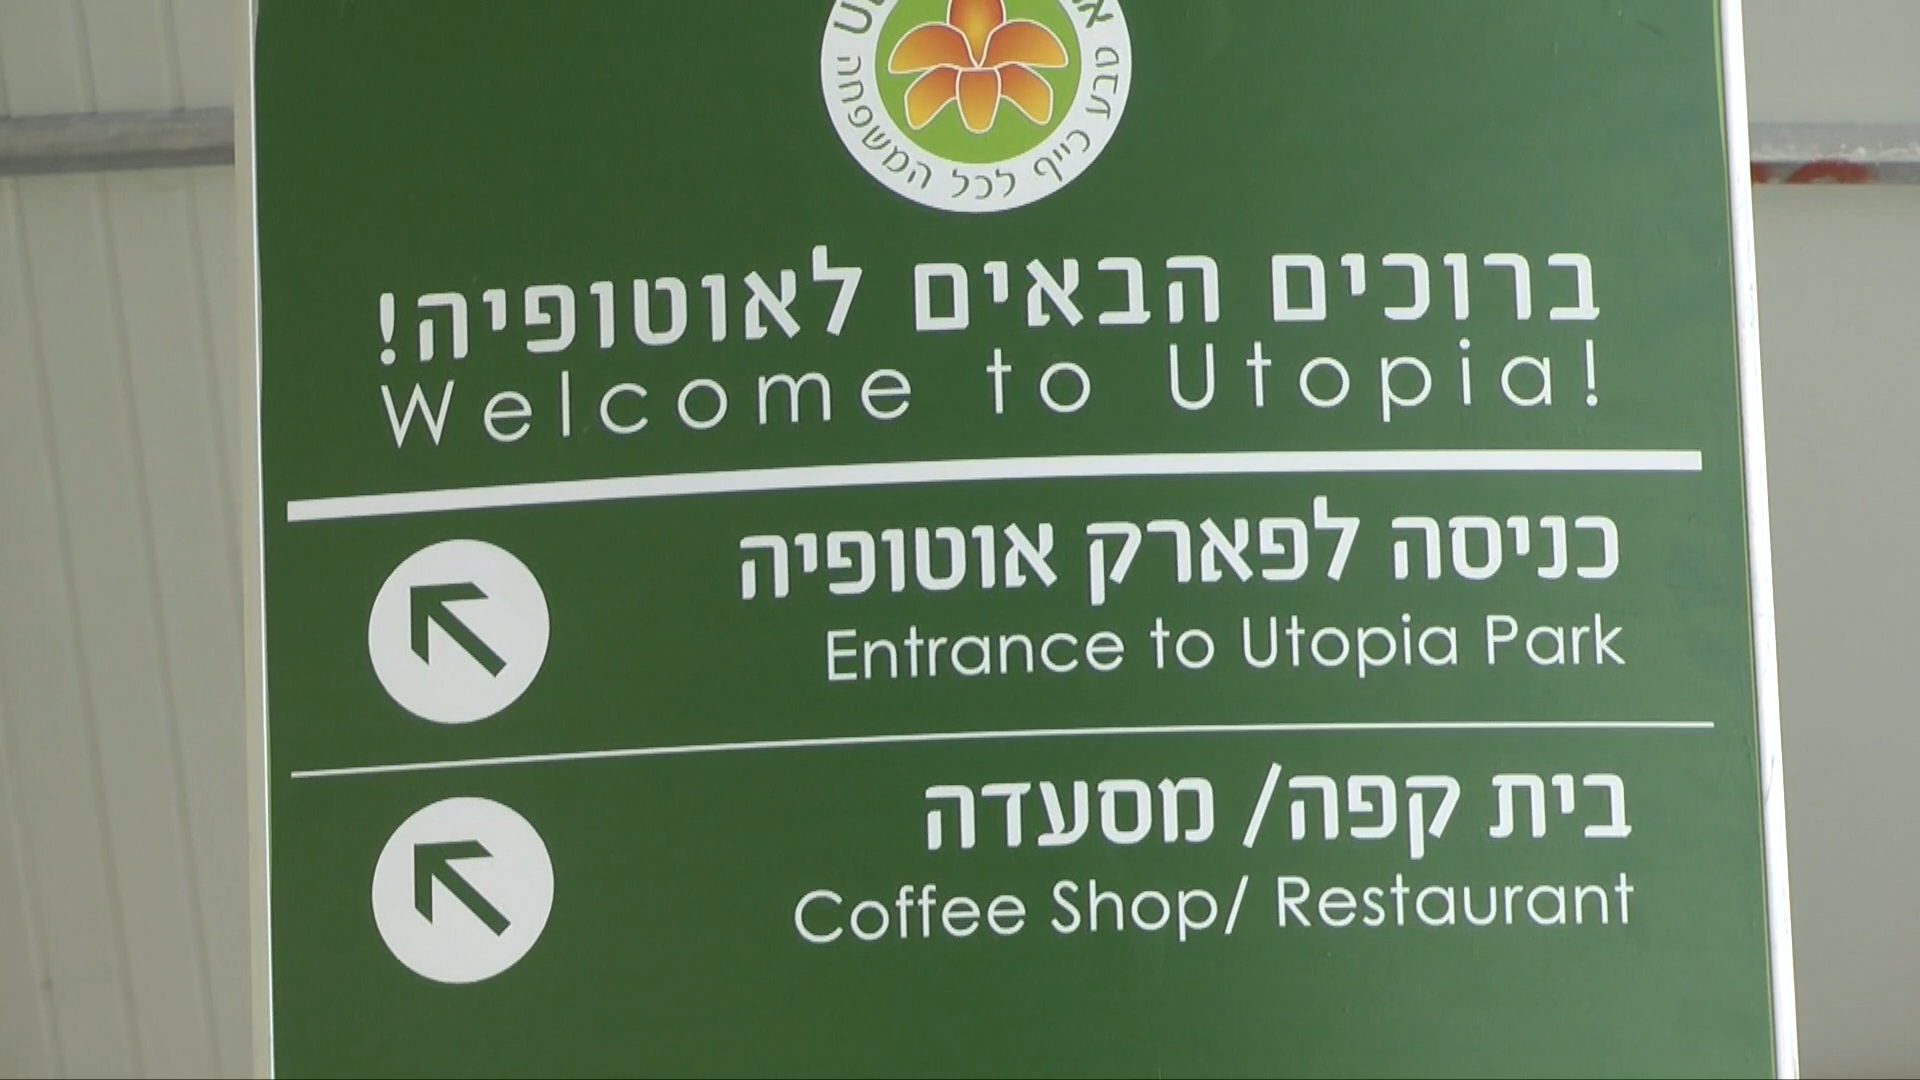 טבע כייף לכל המשפחה
ברוכים הבאים לאוטופיה!
Welcome to Utopia!
כניסה לפארק אוטופיה
Entrance to Utopia Park
בית קפה/ מסעדה
Coffee Shop/ Restaurant